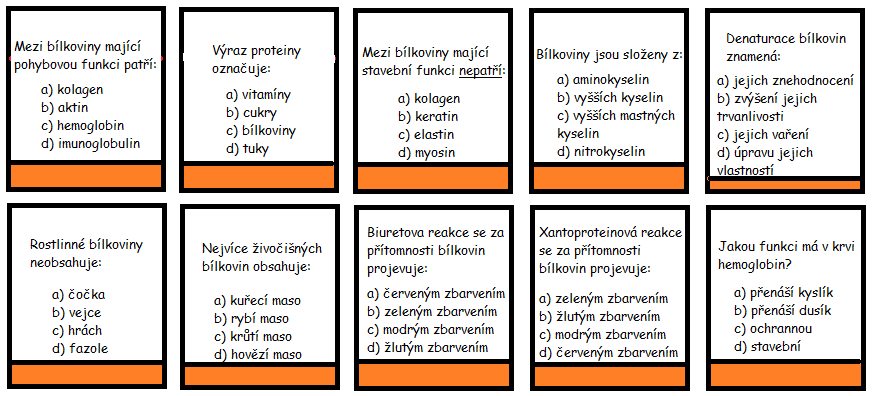 Mezi bílkoviny mající
pohybovou funkci patří:
a) kolagen
b) aktin
c) hemoglobin
d) imunoglobulin
Výraz proteiny
označuje:
a) vitamíny
b) cukry
c) bílkoviny
d) tuky
Mezi bílkoviny mající
stavební funkci nepatří:
a) kolagen
b) keratin
c) elastin
d) myosin
Bílkoviny jsou složeny z:
a) aminokyselin
b) vyšších kyselin
c) vyšších mastných
kyselin
d) nitrokyselin
Denaturace bílkovin
znamená:
a) jejich znehodnocení
b) zvýšení jejich
trvanlivosti
c) jejich vaření
d) úpravu jejich
vlastností
Rostlinné bílkoviny
neobsahuje:
a) čočka
b) vejce
c) hrách
d) fazole
Nejvíce živočišných
bílkovin obsahuje:
a) kuřecí maso
b) rybí maso
c) krůtí maso
d) hovězí maso
Biuretova reakce se za
přítomnosti bílkovin
projevuje:
a) červeným zbarvením
b) zeleným zbarvením
c) modrým zbarvením
d) žlutým zbarvením
Xantoproteinová reakce
se za přítomnosti
bílkovin projevuje:
a) zeleným zbarvením
b) žlutým zbarvením
c) modrým zbarvením
d) červeným zbarvením
Jakou funkci má v krvi
hemoglobin?
a) přenáší kyslík
b) přenáší dusík
c) ochrannou
d) stavební